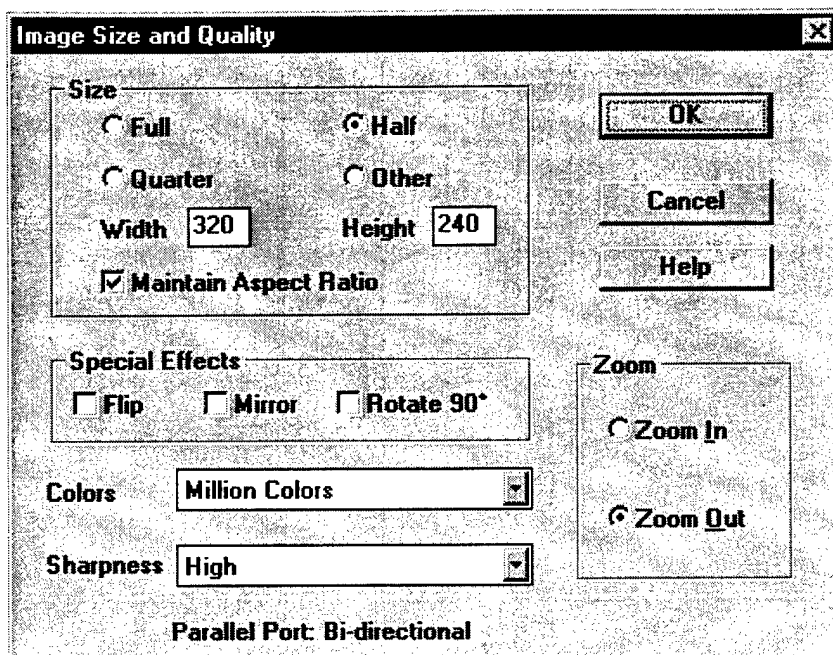 Image Size and Quality
Size
Full
Half
OK
Quarter
Other
Cancel
Width 320
Height 240
Help
Maintain Aspect Ratio
Special Effects
Flip
Mirror
Rotate 90°
Zoom
Zoom In
Zoom Out
Colors Million Colors
Sharpness High
Parallel Port: Bi-directional